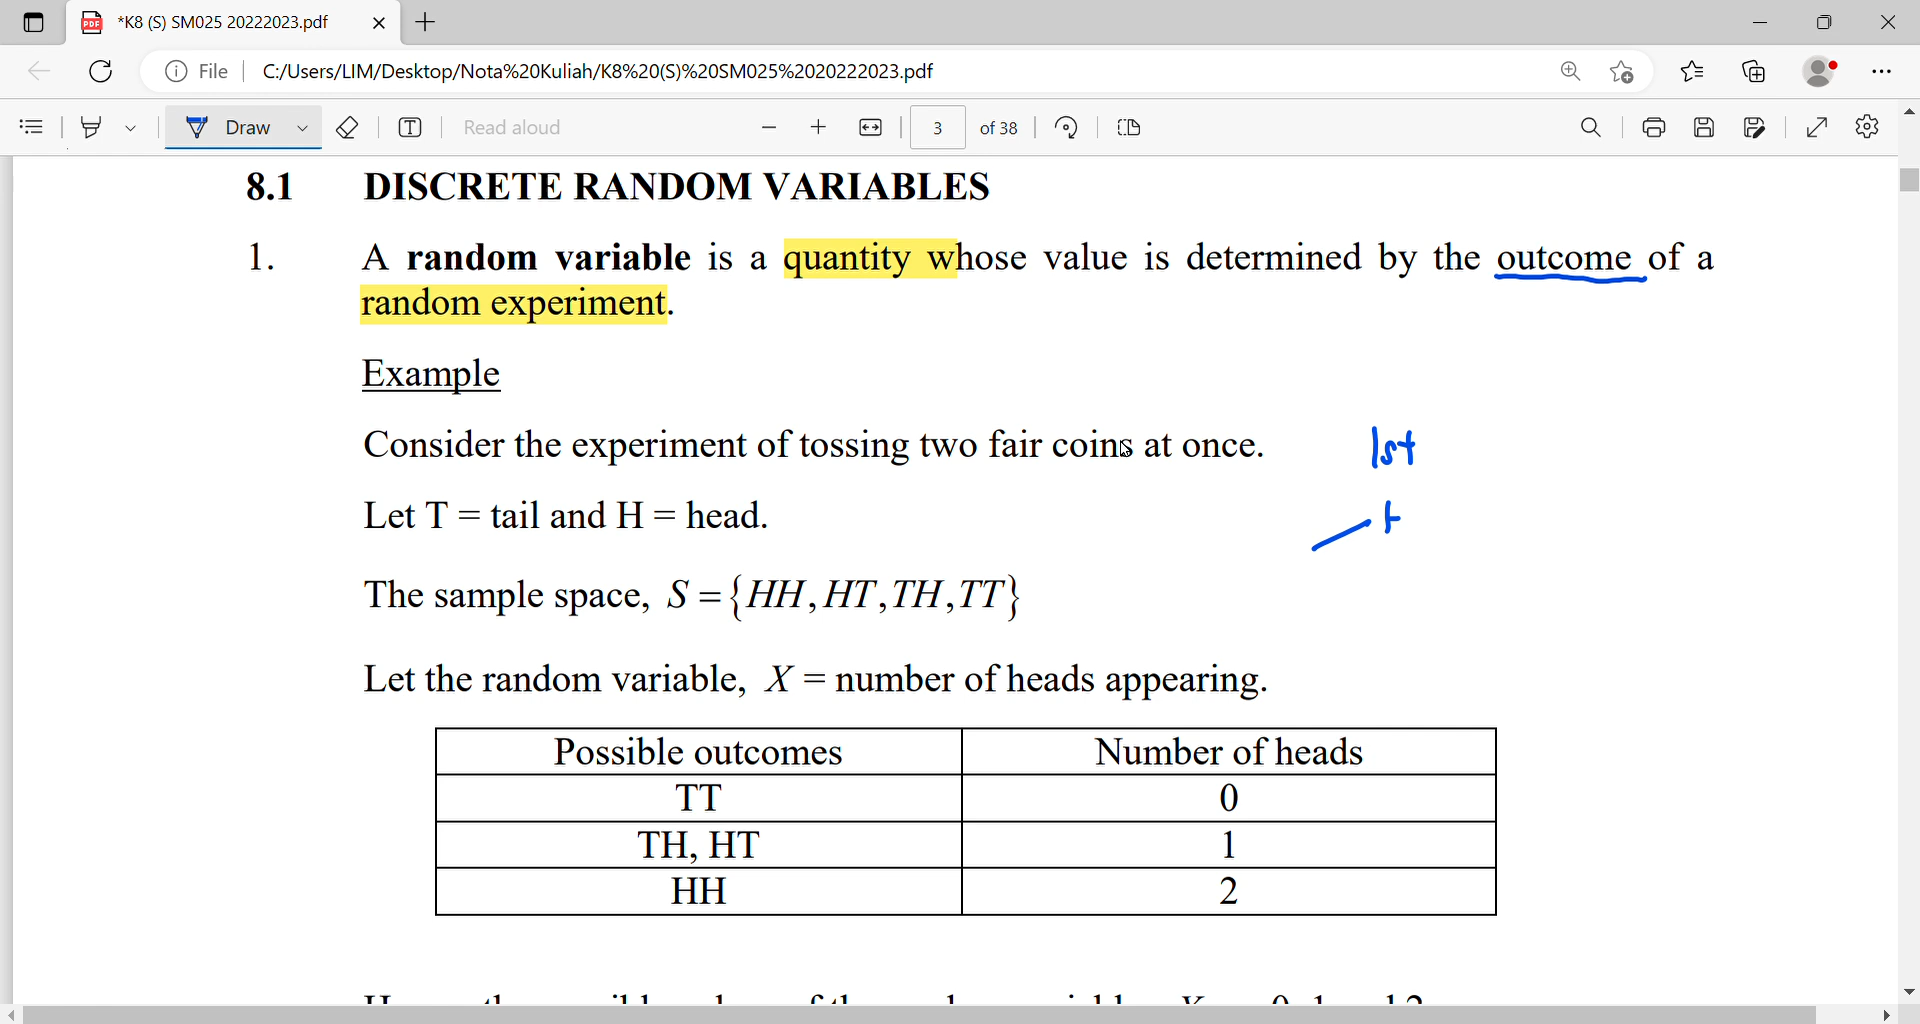 *K8 (S) SM025 20222023.pdf
File C:/Users/LIM/Desktop/Nota%20Kuliah/K8%20(S)%20SM025%2020222023.pdf
Draw Read aloud 3 of 38
8.1 DISCRETE RANDOM VARIABLES
1. A random variable is a quantity whose value is determined by the outcome of a
random experiment.
Example
Consider the experiment of tossing two fair coins at once. 1st
Let T = tail and H = head.
The sample space, S = {HH, HT, TH, TT}
Let the random variable, X = number of heads appearing.
Possible outcomes Number of heads
TT 0
TH, HT 1
HH 2